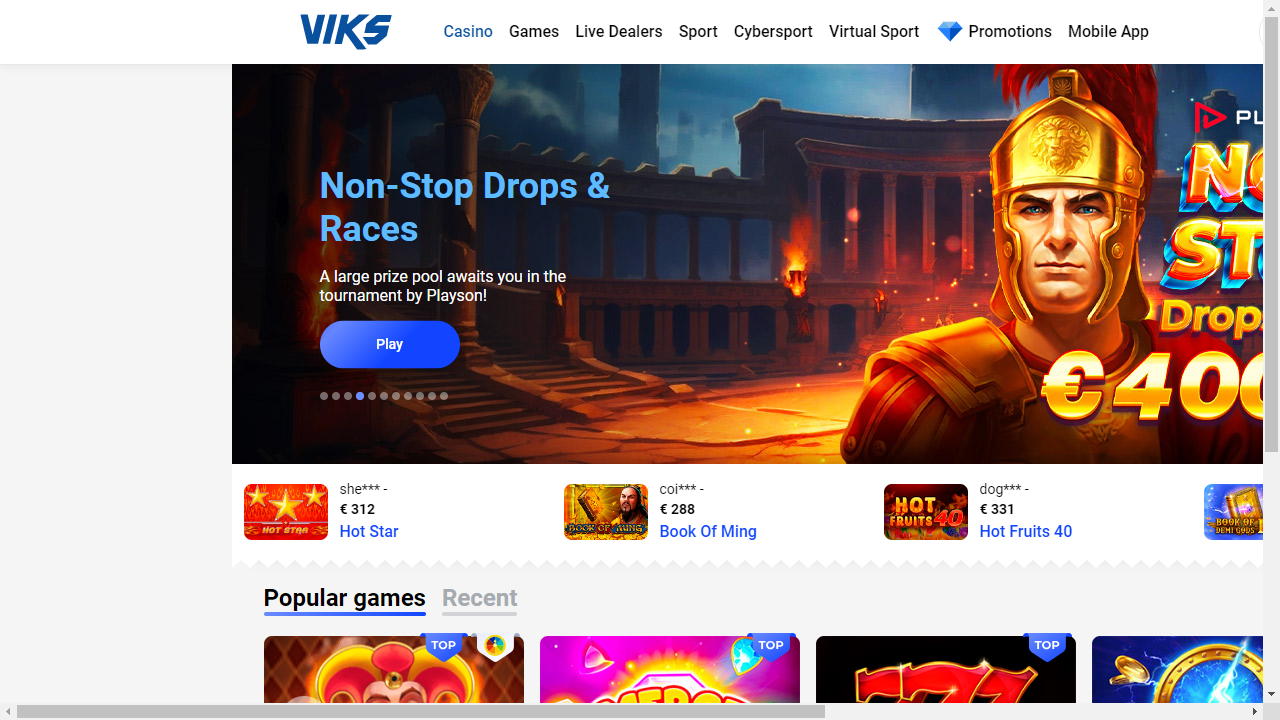 VIKS
Casino Games Live Dealers Sport Cybersport Virtual Sport Promotions Mobile App
Non-Stop Drops &
Races
A large prize pool awaits you in the
tournament by Playson!
Play
€400
she*** -
€ 312
Hot Star
HOT STAR
coi*** -
€ 288
Book Of Ming
BOOK OF MING
dog*** -
€ 331
Hot Fruits 40
HOT
FRUITS 40
BOOK OF
DEMI GODS
Popular games Recent
TOP
TOP
TOP
777